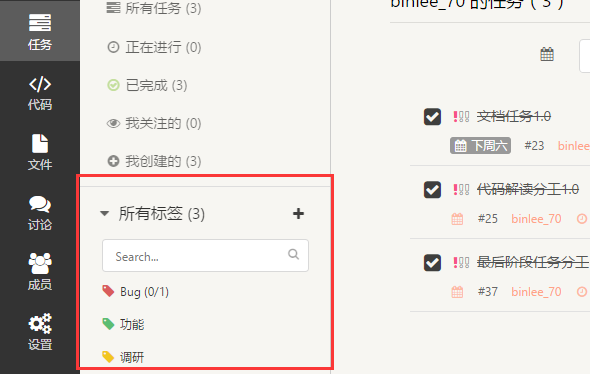 任务
代码
文件
讨论
成员
设置
所有任务 (3)
正在进行 (0)
已完成 (3)
我关注的 (0)
我创建的 (3)
所有标签 (3)
Search...
Bug (0/1)
功能
调研
binlee_70 的任务 ( 3 )
文档任务1.0
下周六 #23 binlee
代码解读分工1.0
#25 binlee_70
最后阶段任务分工
#37 binlee_70